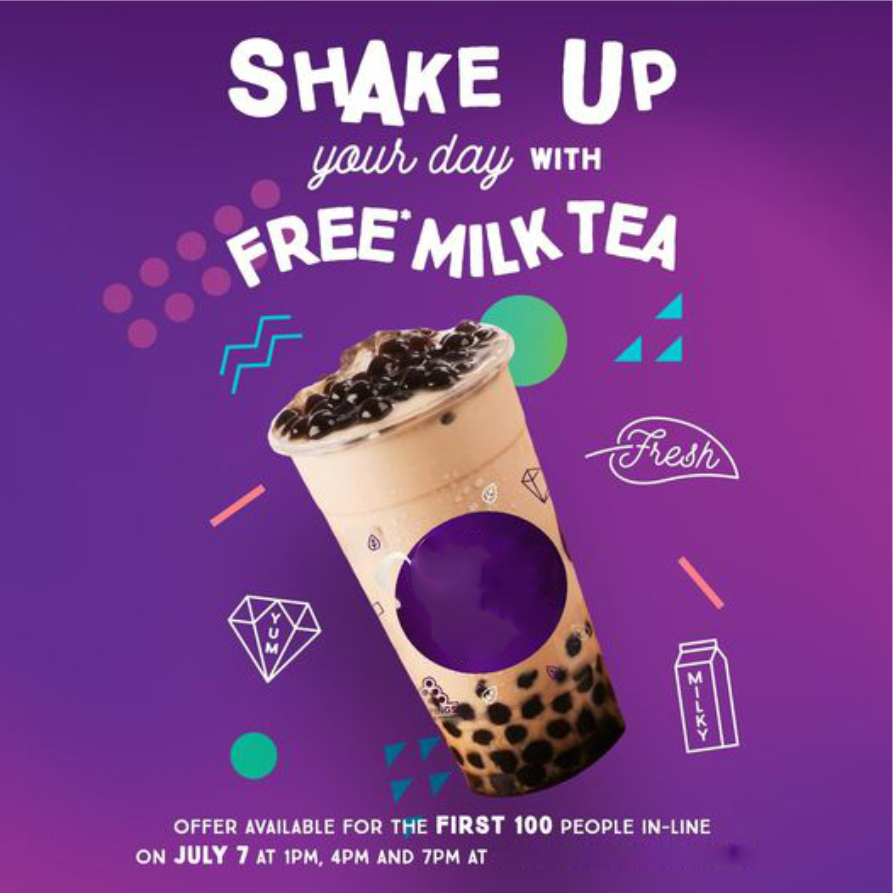 SHAKE UP
your day WITH
FREE* MILK TEA
Fresh
YUM
MILKY
OFFER AVAILABLE FOR THE FIRST 100 PEOPLE IN-LINE
ON JULY 7 AT 1PM, 4PM AND 7PM AT